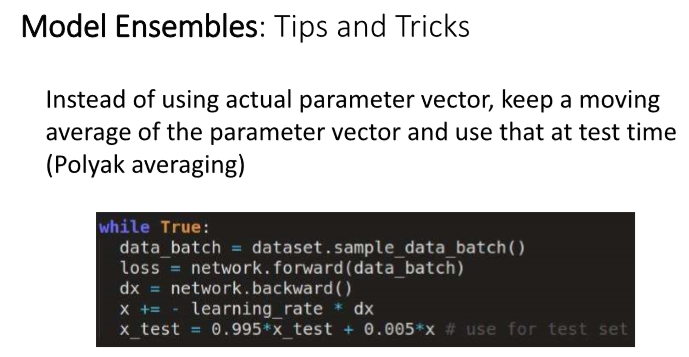 Model Ensembles: Tips and Tricks
Instead of using actual parameter vector, keep a moving
average of the parameter vector and use that at test time
(Polyak averaging)
while True:
  data_batch = dataset.sample_data_batch()
  loss = network.forward(data_batch)
  dx = network.backward()
  x += - learning_rate * dx
  x_test = 0.995*x_test + 0.005*x # use for test set